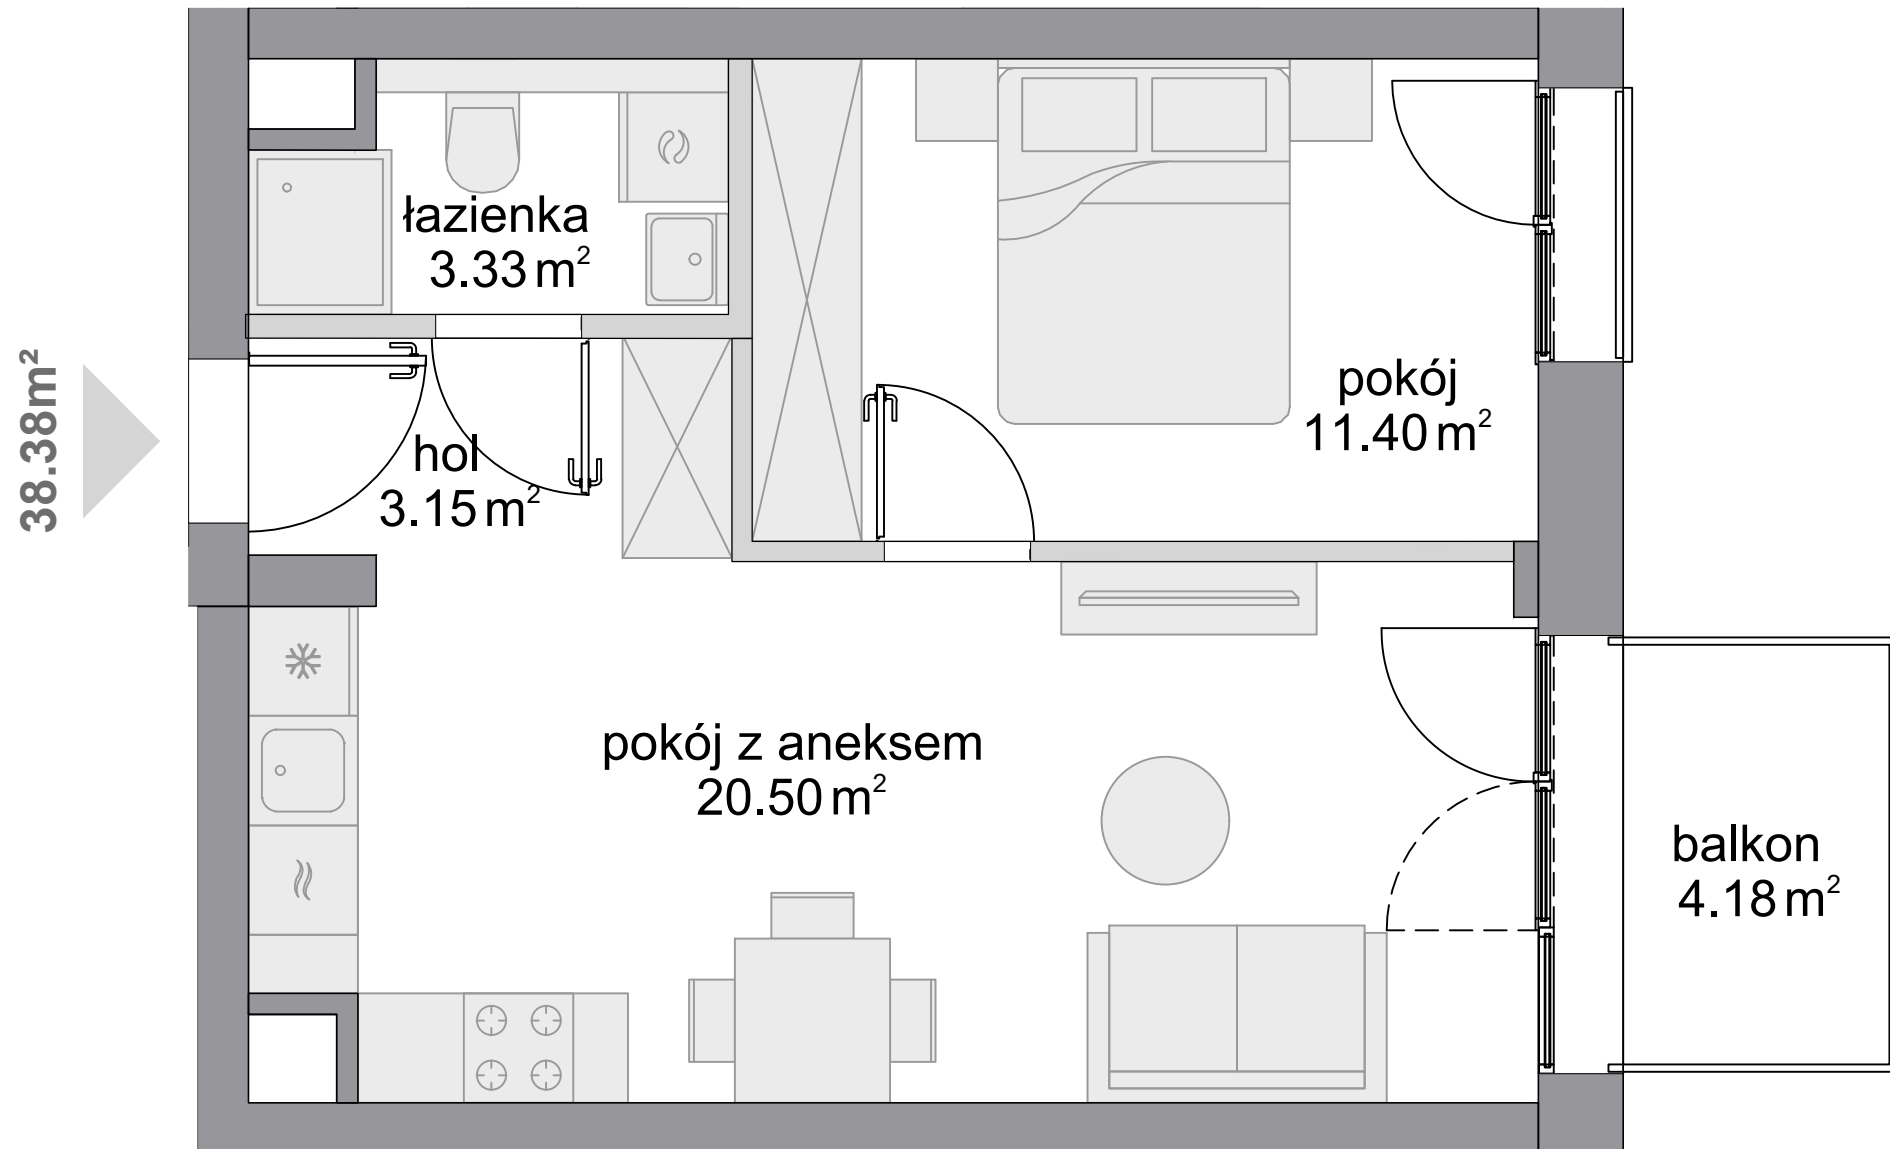 38.38m²
łazienka
3.33 m²
hol
3.15 m²
pokój
11.40 m²
pokój z aneksem
20.50 m²
balkon
4.18 m²